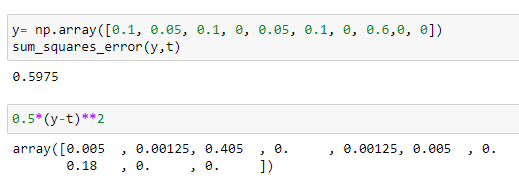 y= np.array([0.1, 0.05, 0.1, 0, 0.05, 0.1, 0, 0.6,0, 0])
sum_squares_error(y,t)
0.5975
0.5*(y-t)**2
array([0.005  , 0.00125, 0.405  , 0.     , 0.00125, 0.005  , 0.
       0.18   , 0.     , 0.     ])